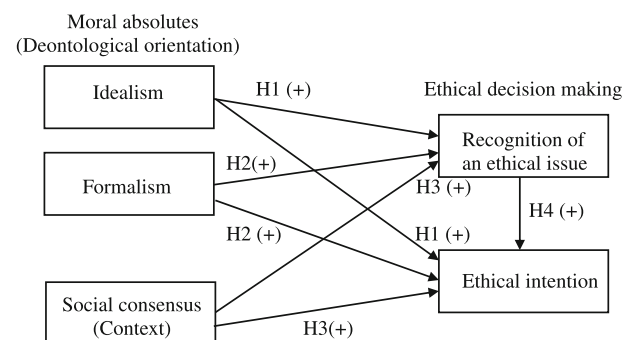 Moral absolutes
(Deontological orientation)
Idealism
H1 (+)
Ethical decision making
Recognition of
an ethical issue
Formalism
H2(+)
H3 (+)
H4 (+)
H2 (+)
H1 (+)
Ethical intention
Social consensus
(Context)
H3(+)